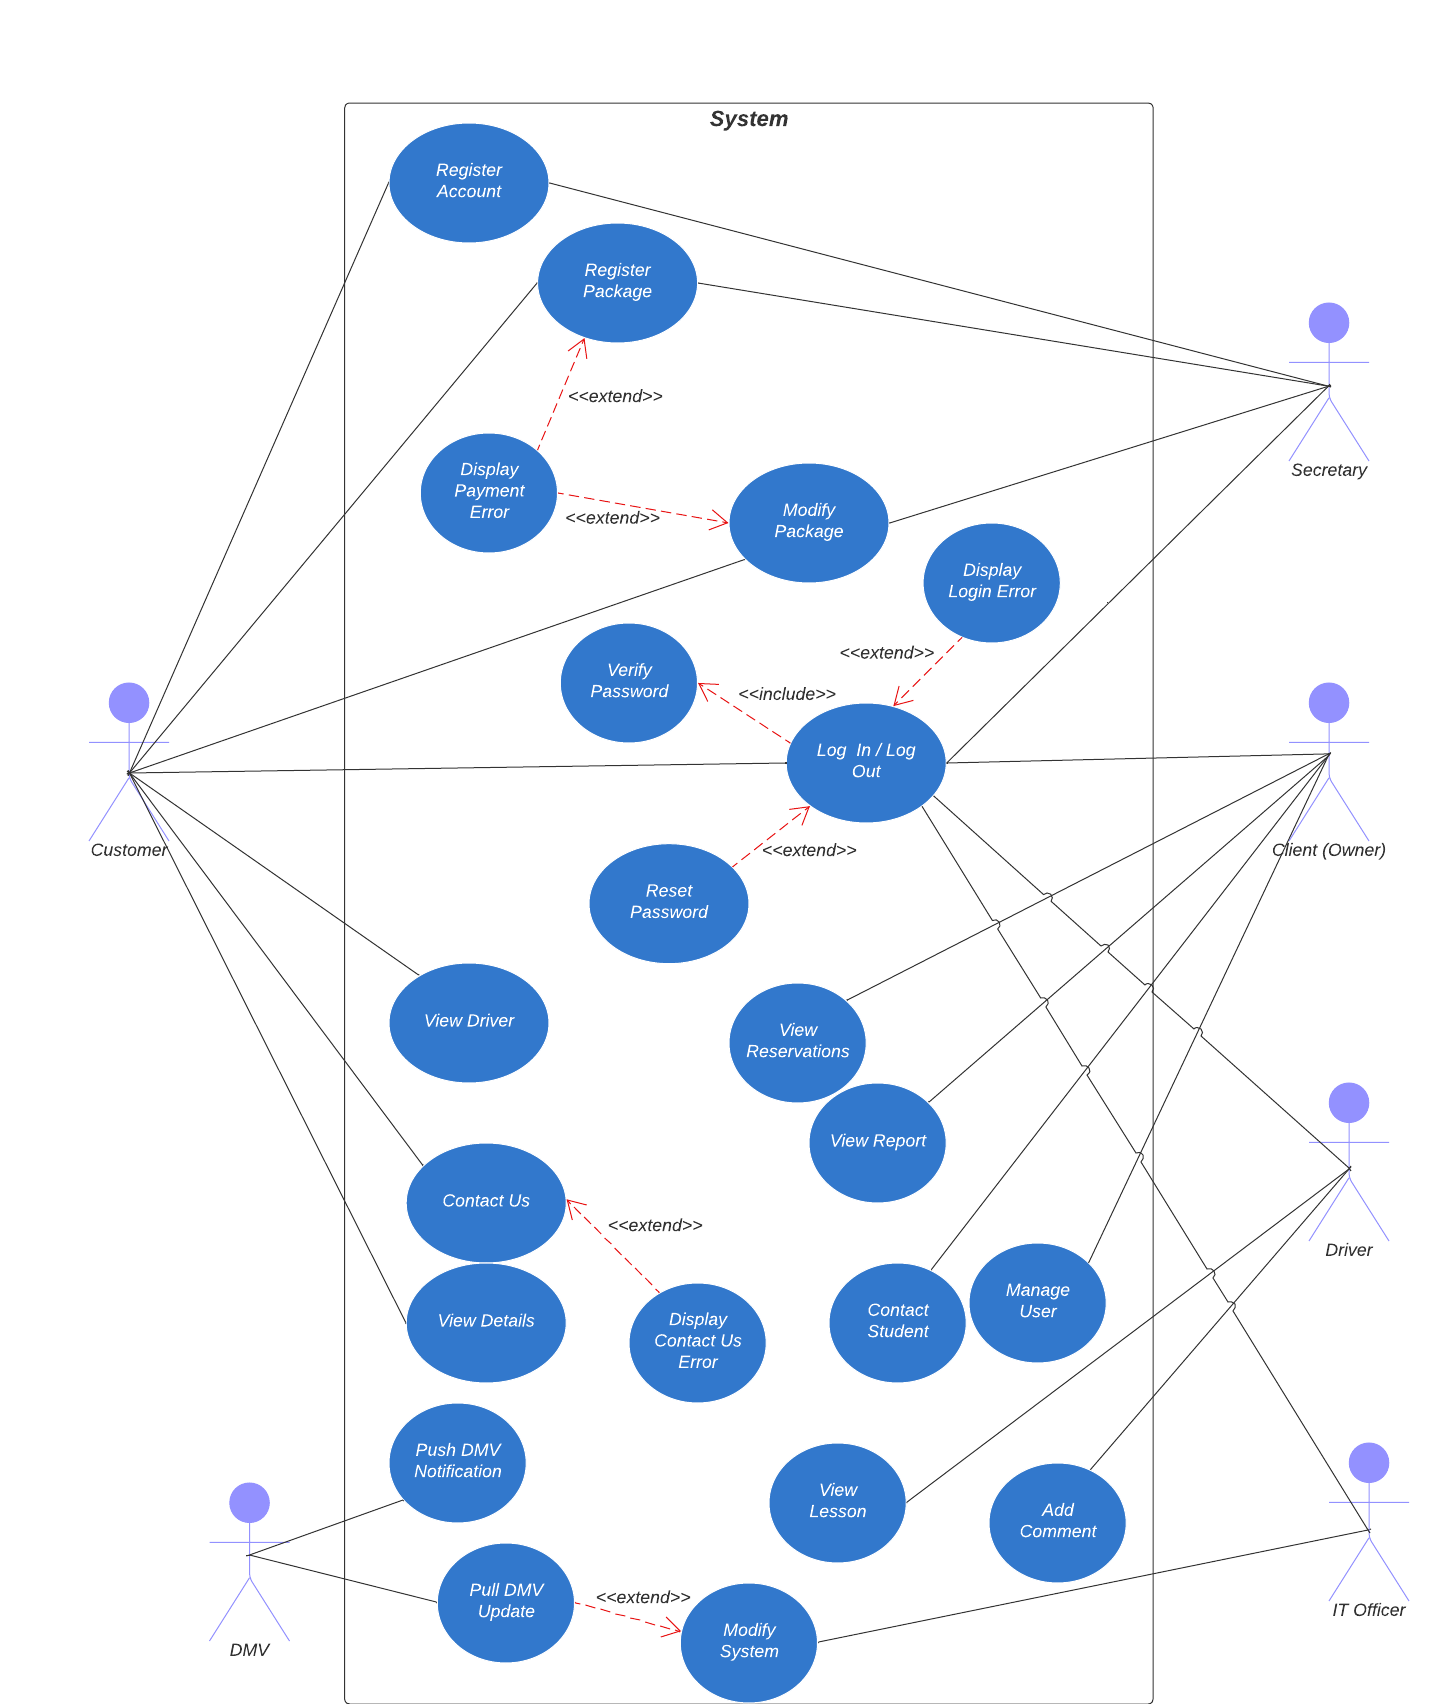 System
Register
Account
Register
Package
<<extend>>
Secretary
Display
Payment
Error
<<extend>>
Modify
Package
Display
Login Error
<<extend>>
Verify
Password
<<include>>
Log In / Log
Out
Customer
Client (Owner)
<<extend>>
Reset
Password
View Driver
View
Reservations
View Report
Contact Us
<<extend>>
Driver
View Details
Display
Contact Us
Error
Contact
Student
Manage
User
Push DMV
Notification
View
Lesson
Add
Comment
Pull DMV
Update
<<extend>>
Modify
System
IT Officer
DMV